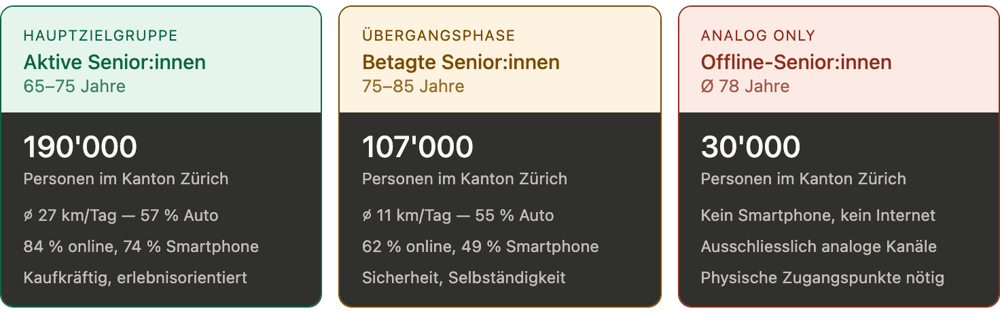 HAUPTZIELGRUPPE
Aktive Senior:innen
65–75 Jahre
190'000
Personen im Kanton Zürich
ø 27 km/Tag — 57 % Auto
84 % online, 74 % Smartphone
Kaufkräftig, erlebnisorientiert
ÜBERGANGSPHASE
Betagte Senior:innen
75–85 Jahre
107'000
Personen im Kanton Zürich
ø 11 km/Tag — 55 % Auto
62 % online, 49 % Smartphone
Sicherheit, Selbständigkeit
ANALOG ONLY
Offline-Senior:innen
Ø 78 Jahre
30'000
Personen im Kanton Zürich
Kein Smartphone, kein Internet
Ausschliesslich analoge Kanäle
Physische Zugangspunkte nötig